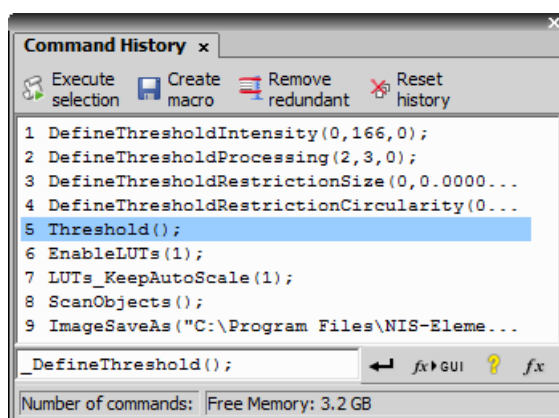 Command History x
Execute selection Create macro Remove redundant Reset history
1 DefineThresholdIntensity(0,166,0);
2 DefineThresholdProcessing(2,3,0);
3 DefineThresholdRestrictionSize(0,0.0000...
4 DefineThresholdRestrictionCircularity(0...
5 Threshold();
6 EnableLUTs(1);
7 LUTs_KeepAutoScale(1);
8 ScanObjects();
9 ImageSaveAs("C:\Program Files\NIS-Eleme...
_DefineThreshold(); fx GUI ? fx
Number of commands: Free Memory: 3.2 GB